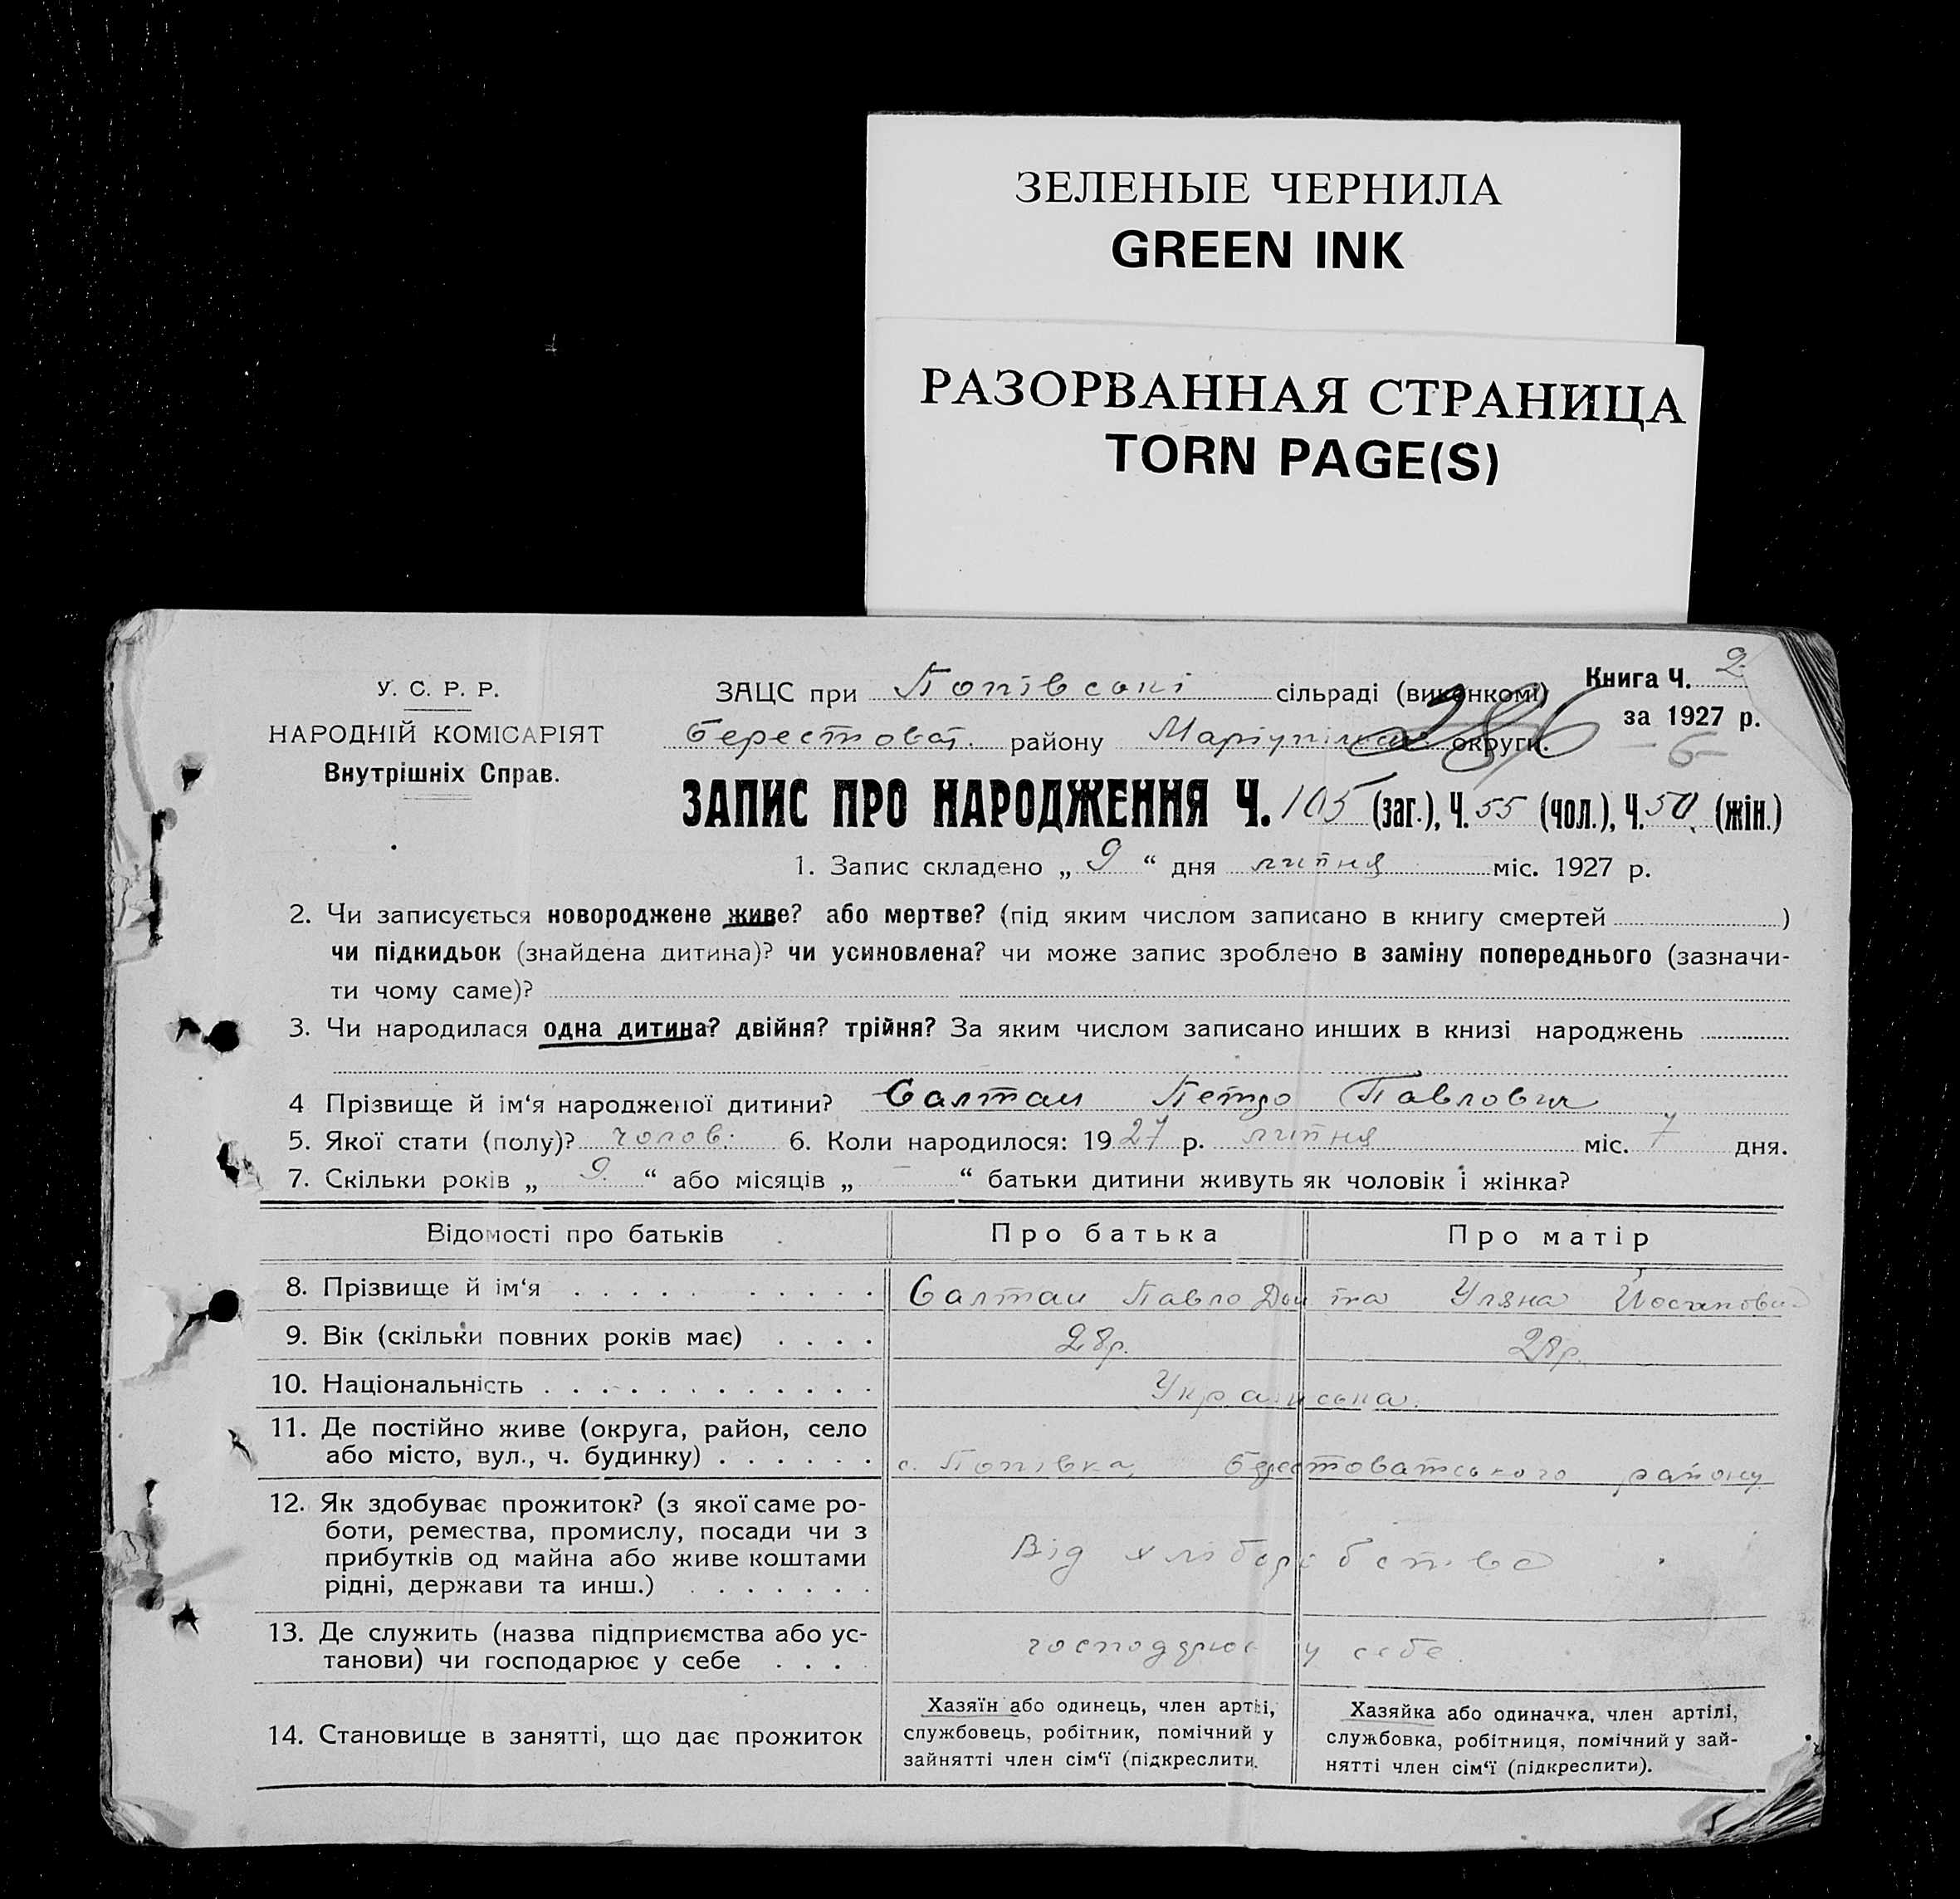 ЗЕЛЕНЫЕ ЧЕРНИЛА
GREEN INK
РАЗОРВАННАЯ СТРАНИЦА
TORN PAGE(S)
У. С. Р. Р.
НАРОДНІЙ КОМІСАРІЯТ
Внутрішніх Справ.
Книга Ч. 2
за 1927 р.
6
286
ЗАЦС при Попівські сільраді (виконкомі)
Берестоват. району Маріупільськ. округи.
ЗАПИС ПРО НАРОДЖЕННЯ Ч. 105 (заг.), Ч. 55 (чол.), Ч. 50 (жін.)
1. Запис складено „ 9 “ дня липня міс. 1927 р.
2. Чи записується новороджене живе? або мертве? (під яким числом записано в книгу смертей )
чи підкидьок (знайдена дитина)? чи усиновлена? чи може запис зроблено в заміну попереднього (зазначи-
ти чому саме)?
3. Чи народилася одна дитина? двійня? трійня? За яким числом записано инших в книзі народжень
4 Прізвище й ім‘я народженої дитини? Салтан Петро Павлович
5. Якої стати (полу)? чолов. 6. Коли народилося: 1927 р. липня міс. 7 дня.
7. Скільки років „ 9 “ або місяців „ — “ батьки дитини живуть як чоловік і жінка?
Відомості про батьків Про батька Про матір
8. Прізвище й ім‘я Салтан Павло та Уляна
9. Вік (скільки повних років має) 28 р. 28 р.
10. Національність Українська.
11. Де постійно живе (округа, район, село
або місто, вул., ч. будинку) с. Попівка, Берестоватського району
12. Як здобуває прожиток? (з якої саме ро-
боти, ремества, промислу, посади чи з
прибутків од майна або живе коштами
рідні, держави та инш.) Від хліборобства
13. Де служить (назва підприємства або ус-
танови) чи господарює у себе господарює у себе.
14. Становище в занятті, що дає прожиток
Хазяїн або одинець, член артілі,
службовець, робітник, помічний у
зайнятті член сім‘ї (підкреслити.
Хазяйка або одиначка, член артілі,
службовка, робітниця, помічний у зай-
нятті член сім‘ї (підкреслити).